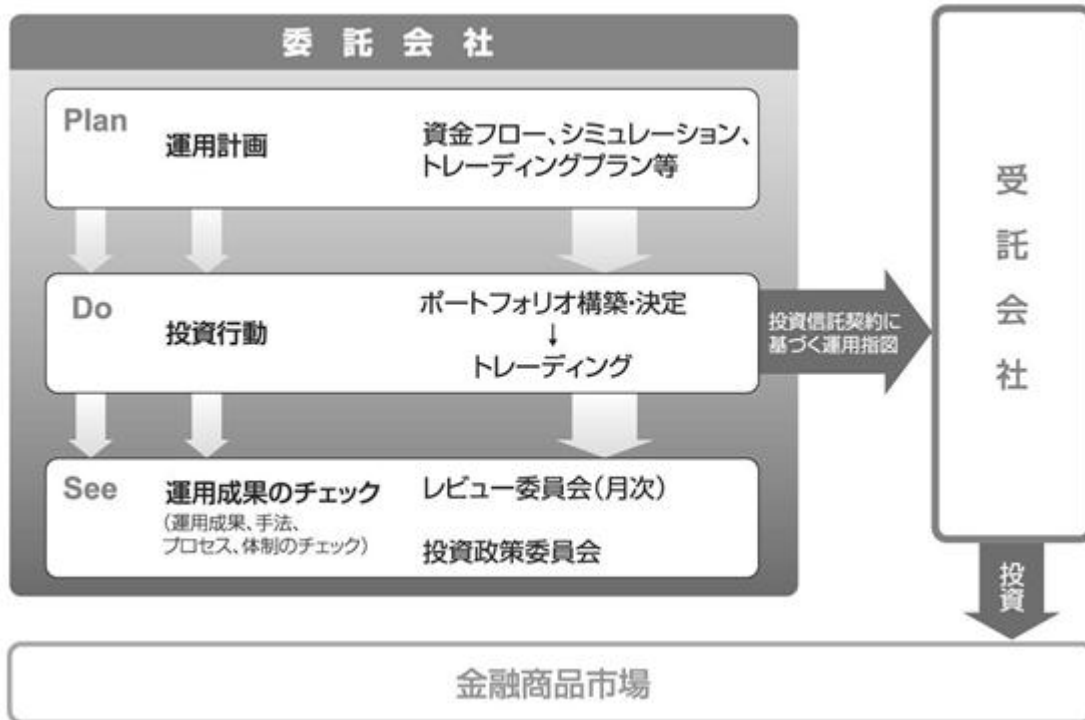 委託会社
Plan
運用計画
資金フロー、シミュレーション、
トレーディングプラン等
Do
投資行動
ポートフォリオ構築・決定
↓
トレーディング
投資信託契約に
基づく運用指図
See
運用成果のチェック
(運用成果、手法、
プロセス、体制のチェック)
レビュー委員会(月次)
投資政策委員会
受託会社
投資
金融商品市場